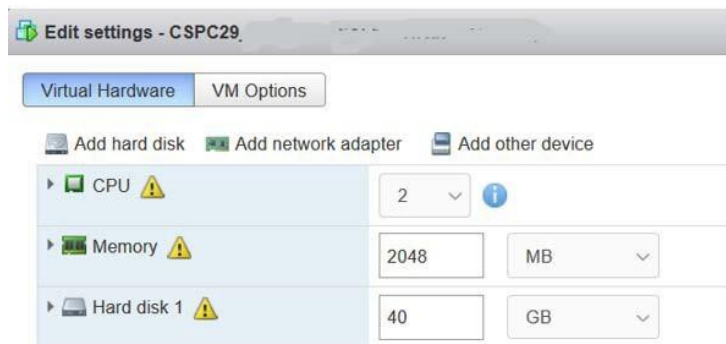 Edit settings - CSPC29
Virtual Hardware VM Options
Add hard disk Add network adapter Add other device
CPU 2
Memory 2048 MB
Hard disk 1 40 GB